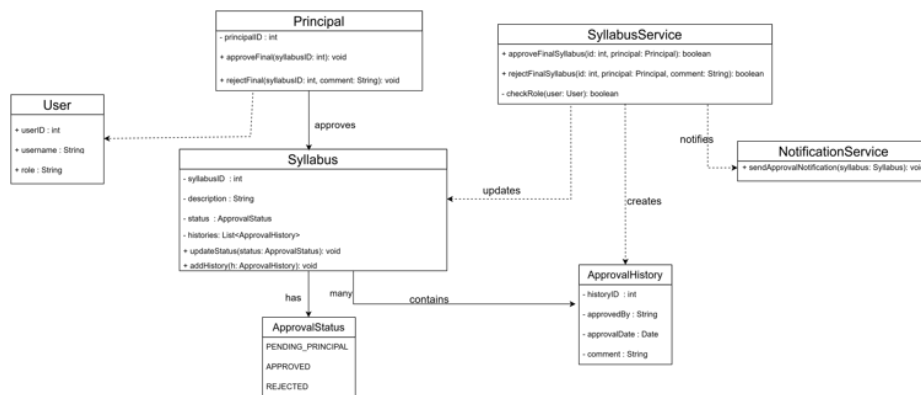 Principal
- principalID : int
+ approveFinal(syllabusID: int): void
+ rejectFinal(syllabusID: int, comment: String): void
SyllabusService
+ approveFinalSyllabus(id: int, principal: Principal): boolean
+ rejectFinalSyllabus(id: int, principal: Principal, comment: String): boolean
- checkRole(user: User): boolean
User
+ userID : int
+ username : String
+ role : String
approves
notifies
Syllabus
- syllabusID : int
- description : String
- status : ApprovalStatus
- histories: List<ApprovalHistory>
+ updateStatus(status: ApprovalStatus): void
+ addHistory(h: ApprovalHistory): void
NotificationService
+ sendApprovalNotification(syllabus: Syllabus): void
updates
creates
has
many
contains
ApprovalHistory
- historyID : int
- approvedBy : String
- approvalDate : Date
- comment : String
ApprovalStatus
PENDING_PRINCIPAL
APPROVED
REJECTED